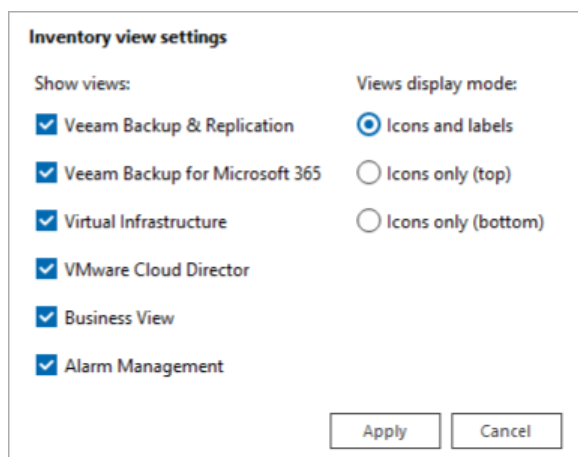 Inventory view settings
Show views:
Views display mode:
Veeam Backup & Replication
Icons and labels
Veeam Backup for Microsoft 365
Icons only (top)
Virtual Infrastructure
Icons only (bottom)
VMware Cloud Director
Business View
Alarm Management
Apply
Cancel